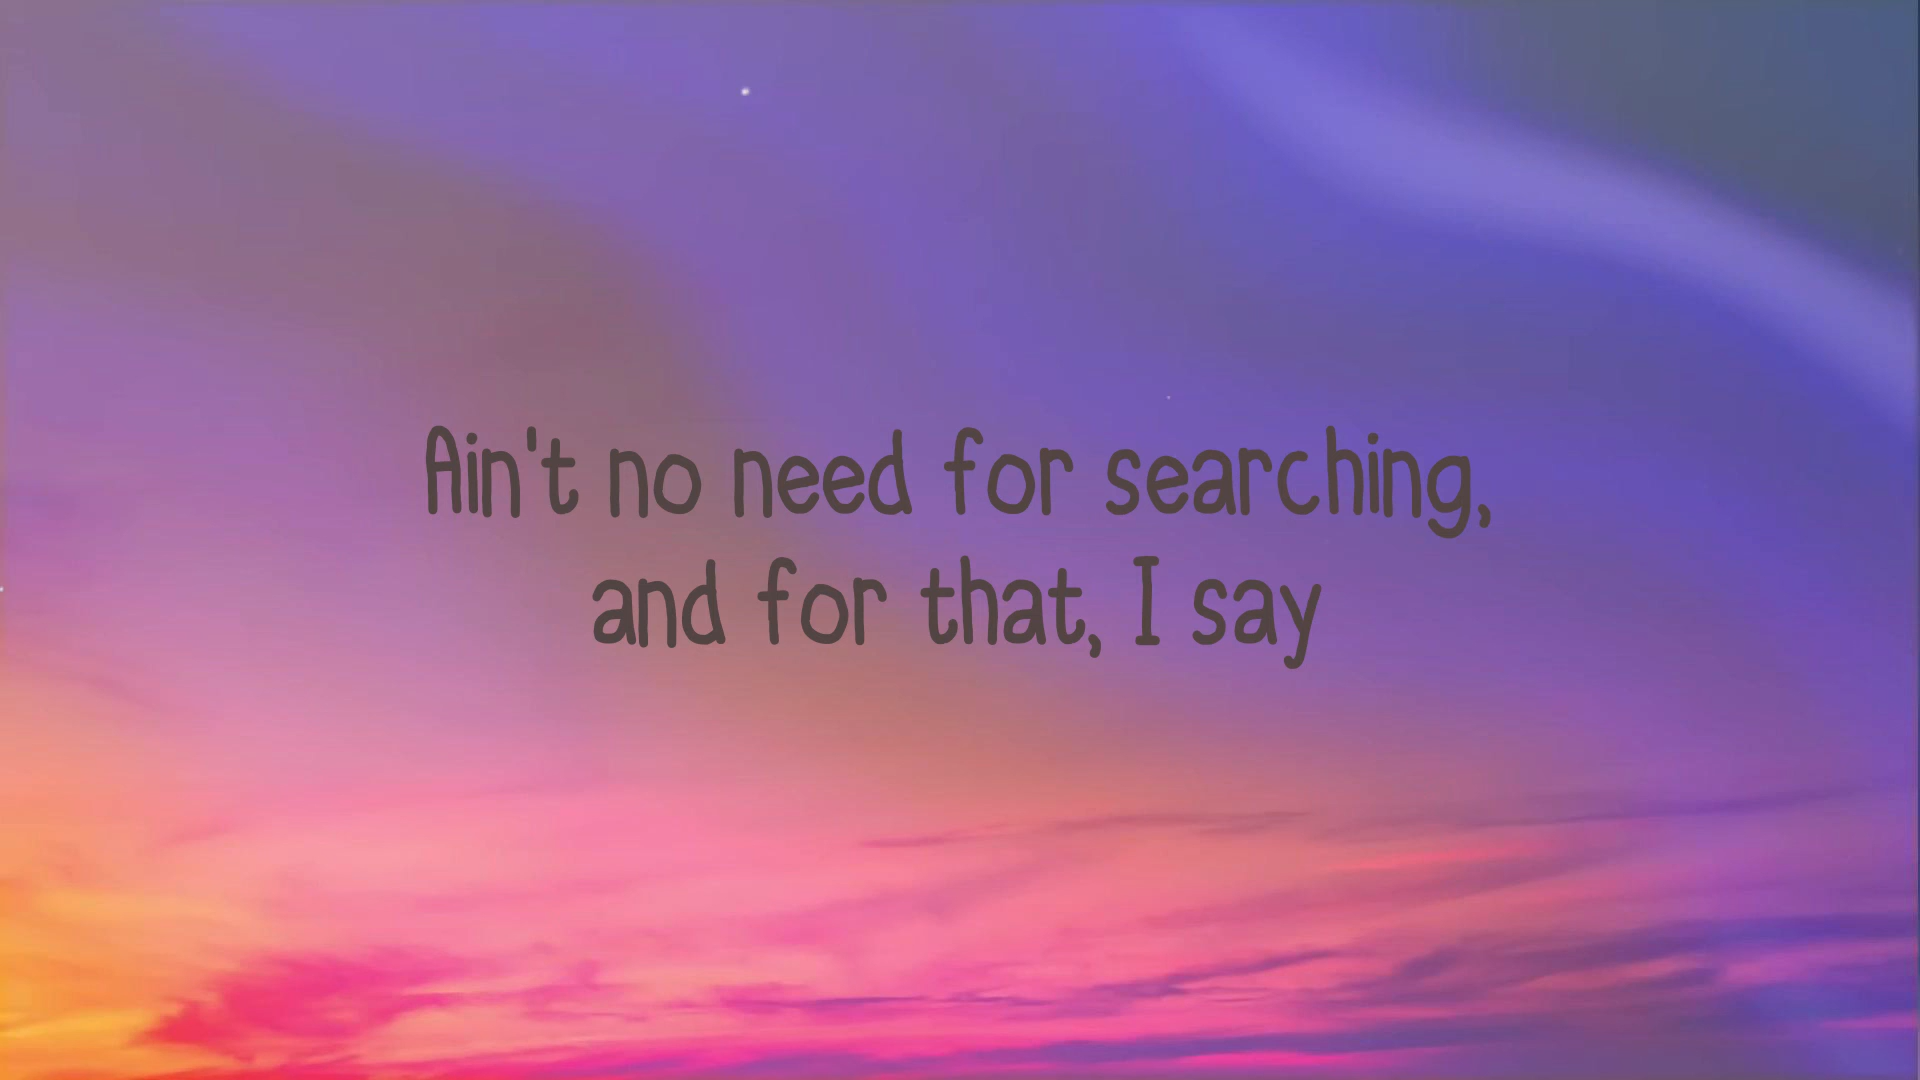 Ain't no need for searching,
and for that, I say